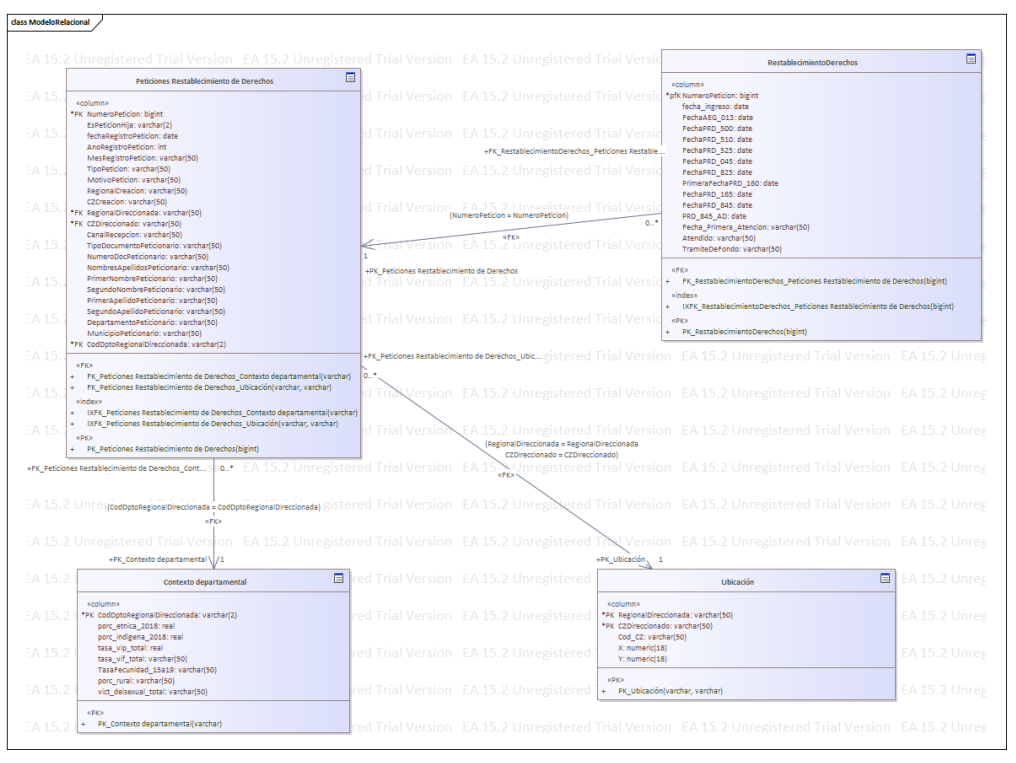 class ModeloRelacional
EA 15.2 Unregistered Trial Version EA 15.2 Unregistered Trial Version EA 15.2 Unregistered Trial Version
Peticiones Restablecimiento de Derechos
«column»
*PK NumeroPeticion: bigint
EsPeticionHija: varchar(2)
fechaRegistroPeticion: date
AnoRegistroPeticion: int
MesRegistroPeticion: varchar(50)
TipoPeticion: varchar(50)
MotivoPeticion: varchar(50)
RegionalCreacion: varchar(50)
CZCreacion: varchar(50)
*FK RegionalDireccionada: varchar(50)
*FK CZDireccionado: varchar(50)
CanalRecepcion: varchar(50)
TipoDocumentoPeticionario: varchar(50)
NumeroDocPeticionario: varchar(50)
NombresApellidosPeticionario: varchar(50)
PrimerNombrePeticionario: varchar(50)
SegundoNombrePeticionario: varchar(50)
PrimerApellidoPeticionario: varchar(50)
SegundoApellidoPeticionario: varchar(50)
DepartamentoPeticionario: varchar(50)
MunicipioPeticionario: varchar(50)
*FK CodDptoRegionalDireccionada: varchar(2)
«FK»
+ FK_Peticiones Restablecimiento de Derechos_Contexto departamental(varchar)
+ FK_Peticiones Restablecimiento de Derechos_Ubicación(varchar, varchar)
«index»
+ IXFK_Peticiones Restablecimiento de Derechos_Contexto departamental(varchar)
+ IXFK_Peticiones Restablecimiento de Derechos_Ubicación(varchar, varchar)
«PK»
+ PK_Peticiones Restablecimiento de Derechos(bigint)
RestablecimientoDerechos
«column»
*pfK NumeroPeticion: bigint
fecha_ingreso: date
FechaAEG_013: date
FechaPRD_500: date
FechaPRD_510: date
FechaPRD_525: date
FechaPRD_045: date
FechaPRD_825: date
PrimeraFechaPRD_160: date
FechaPRD_165: date
FechaPRD_845: date
PRD_845_AD: date
Fecha_Primera_Atencion: varchar(50)
Atendido: varchar(50)
TramiteDeFondo: varchar(50)
«FK»
+ FK_RestablecimientoDerechos_Peticiones Restablecimiento de Derechos(bigint)
«index»
+ IXFK_RestablecimientoDerechos_Peticiones Restablecimiento de Derechos(bigint)
«PK»
+ PK_RestablecimientoDerechos(bigint)
+FK_RestablecimientoDerechos_Peticiones Restable...
0..*
(NumeroPeticion = NumeroPeticion)
«FK»
1
+PK_Peticiones Restablecimiento de Derechos
+FK_Peticiones Restablecimiento de Derechos_Ubic...
0..*
(RegionalDireccionada = RegionalDireccionada
CZDireccionado = CZDireccionado)
«FK»
+PK_Ubicación 1
+FK_Peticiones Restablecimiento de Derechos_Cont... 0..*
(CodDptoRegionalDireccionada = CodDptoRegionalDireccionada)
«FK»
+PK_Contexto departamental 1
Contexto departamental
«column»
*PK CodDptoRegionalDireccionada: varchar(2)
porc_etnica_2018: real
porc_indigena_2018: real
tasa_vip_total: real
tasa_vif_total: varchar(50)
TasaFecunidad_15a19: varchar(50)
porc_rural: varchar(50)
vict_delsexual_total: varchar(50)
«PK»
+ PK_Contexto departamental(varchar)
Ubicación
«column»
*PK RegionalDireccionada: varchar(50)
*PK CZDireccionado: varchar(50)
Cod_CZ: varchar(50)
X: numeric(18)
Y: numeric(18)
«PK»
+ PK_Ubicación(varchar, varchar)